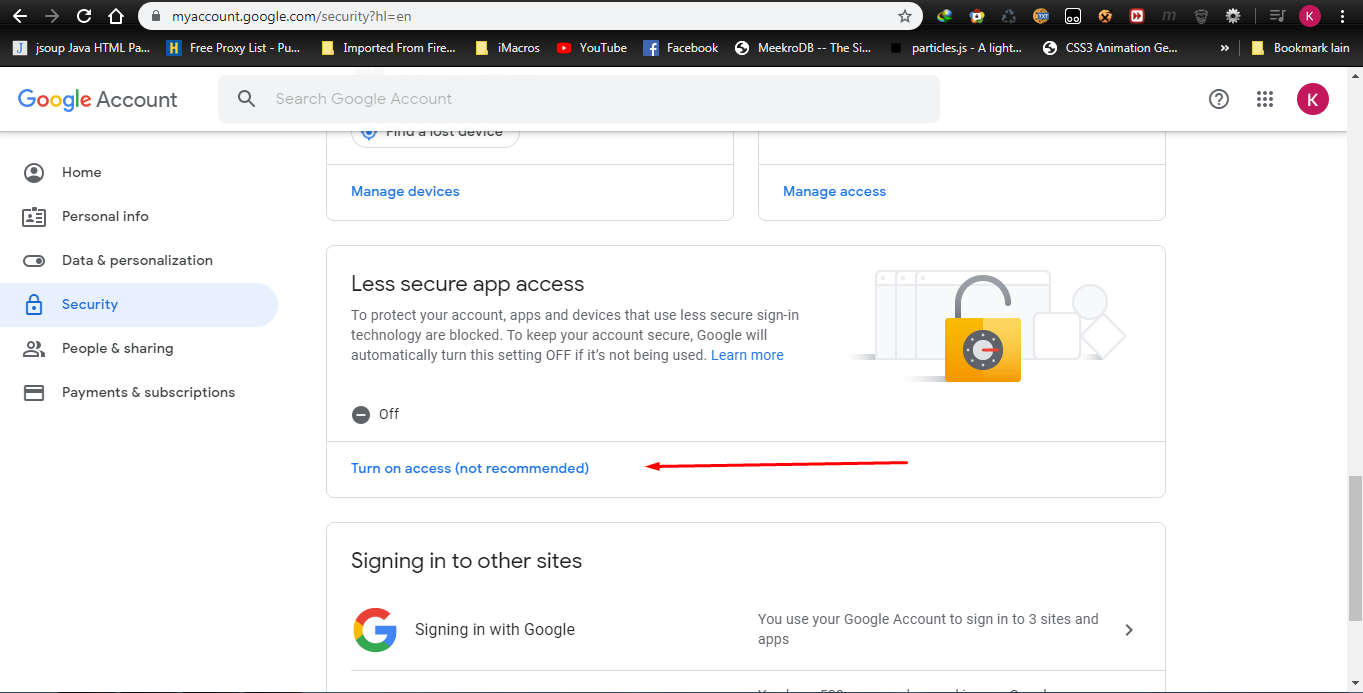 myaccount.google.com/security?hl=en
K
J jsoup Java HTML Pa...
H Free Proxy List - Pu...
Imported From Fire...
iMacros
YouTube
Facebook
MeekroDB -- The Si...
particles.js - A light...
CSS3 Animation Ge...
»
Bookmark lain
Google Account
Search Google Account
K
Find a lost device
Home
Personal info
Data & personalization
Security
People & sharing
Payments & subscriptions
Manage devices
Manage access
Less secure app access
To protect your account, apps and devices that use less secure sign-in
technology are blocked. To keep your account secure, Google will
automatically turn this setting OFF if it's not being used. Learn more
Off
Turn on access (not recommended)
Signing in to other sites
Signing in with Google
You use your Google Account to sign in to 3 sites and
apps